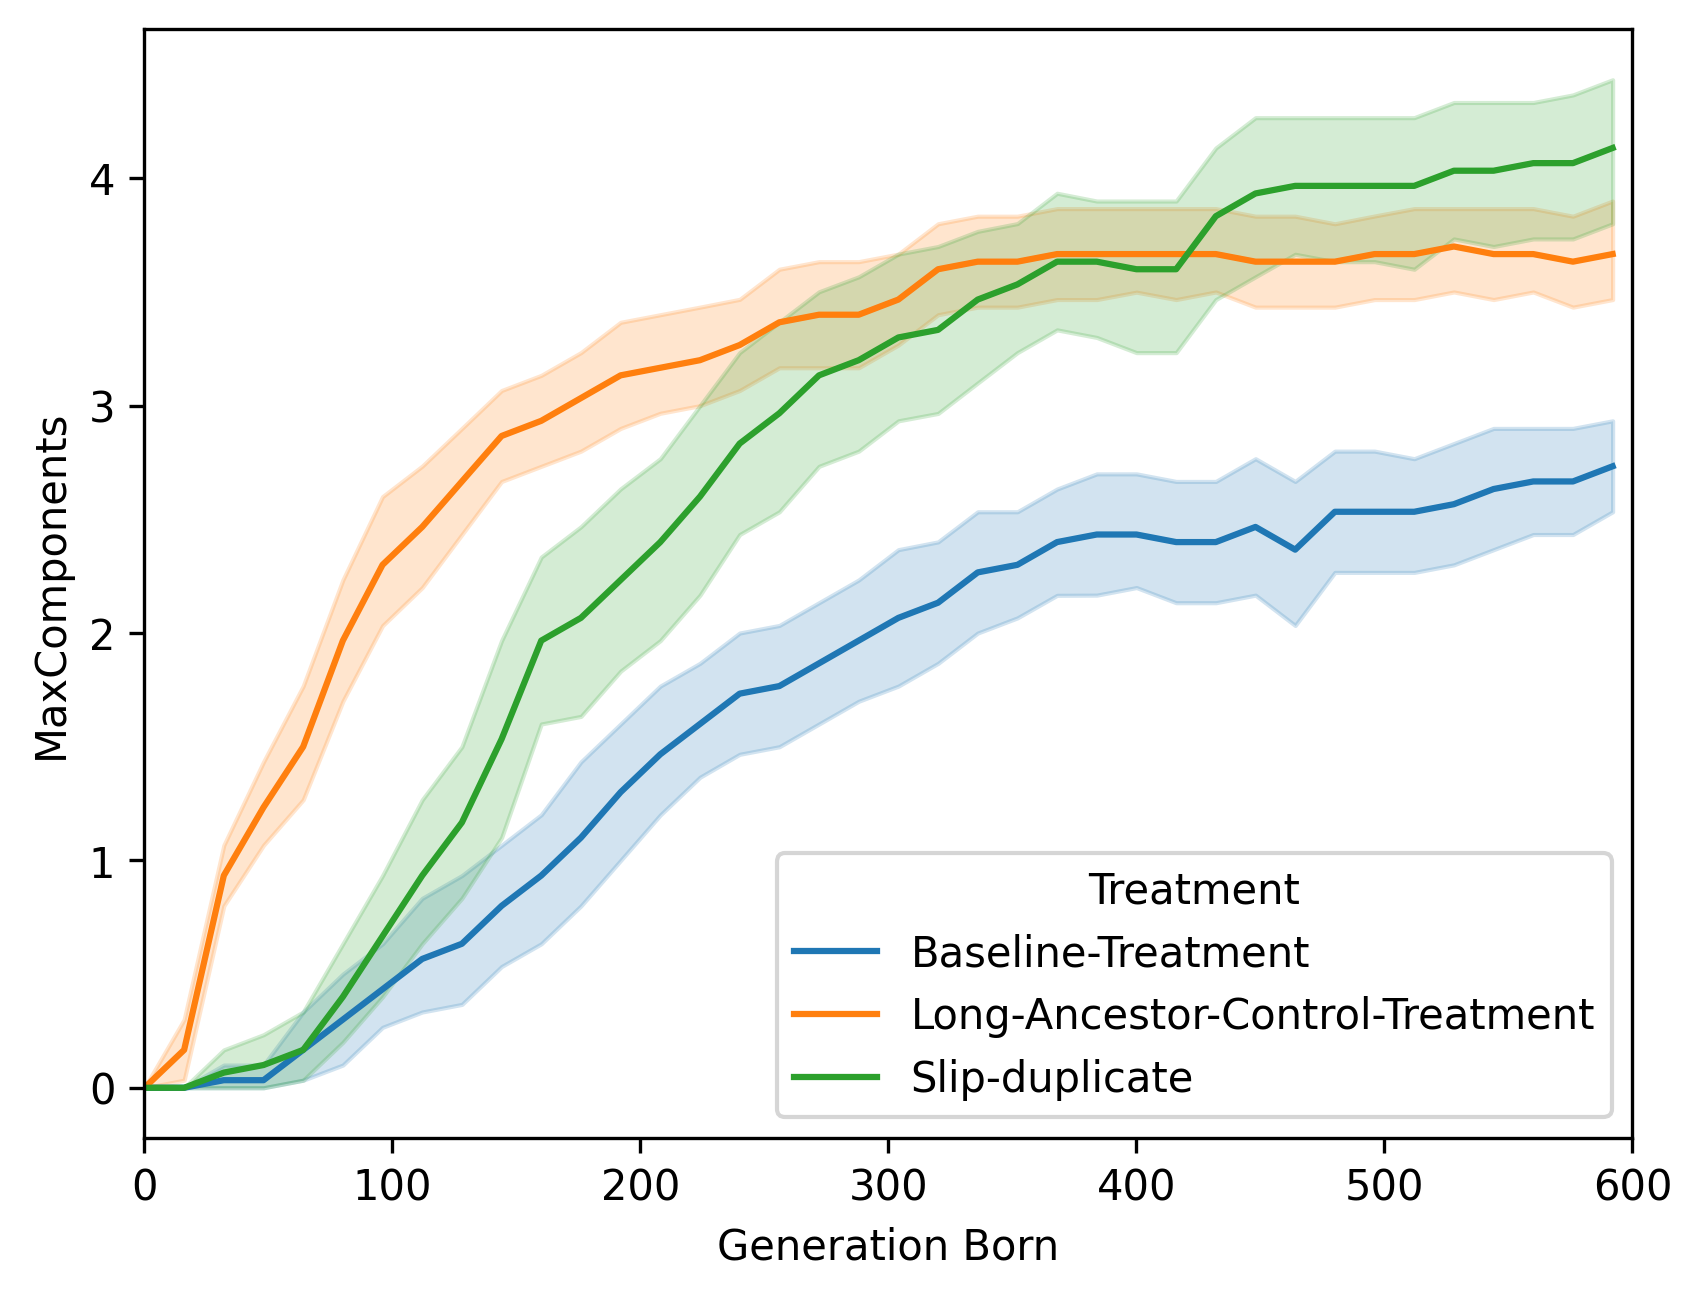 4
3
2
1
0
MaxComponents
Treatment
Baseline-Treatment
Long-Ancestor-Control-Treatment
Slip-duplicate
0 100 200 300 400 500 600
Generation Born